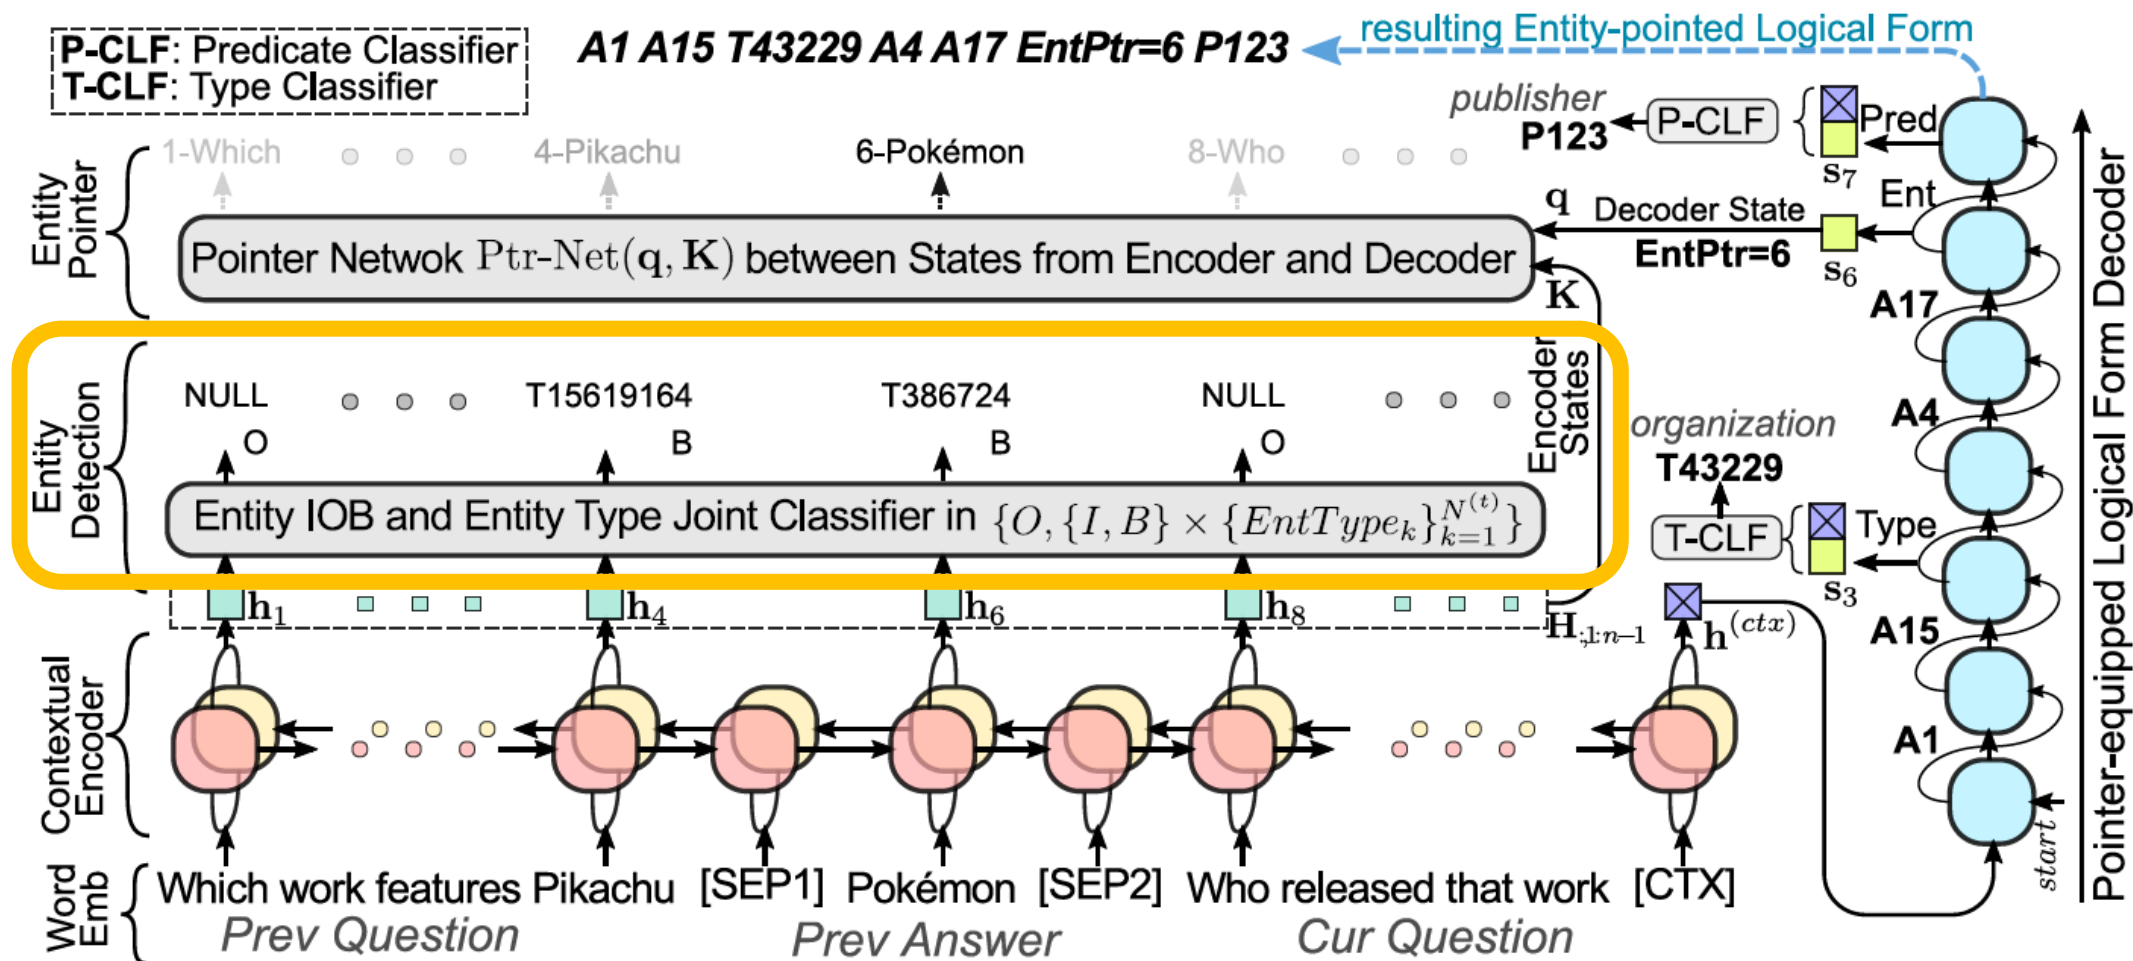 P-CLF: Predicate Classifier
T-CLF: Type Classifier
A1 A15 T43229 A4 A17 EntPtr=6 P123
resulting Entity-pointed Logical Form
publisher
P123
P-CLF
Pred
s₇
Entity Pointer
1-Which
4-Pikachu
6-Pokémon
8-Who
Pointer Netwok Ptr-Net(q, K) between States from Encoder and Decoder
q
Decoder State
EntPtr=6
K
s₆
Ent
A17
Entity Detection
NULL
O
T15619164
B
T386724
B
NULL
O
Encoder States
Entity IOB and Entity Type Joint Classifier in {O, {I, B} × {EntTypeₖ}ₖ₌₁^{N^{(t)}}}
organization
T43229
T-CLF
Type
s₃
A4
A15
A1
start
Pointer-equipped Logical Form Decoder
h₁
h₄
h₆
h₈
H:,1:n−1
h^{(ctx)}
Contextual Encoder
Word Emb
Which work features Pikachu [SEP1] Pokémon [SEP2] Who released that work [CTX]
Prev Question
Prev Answer
Cur Question